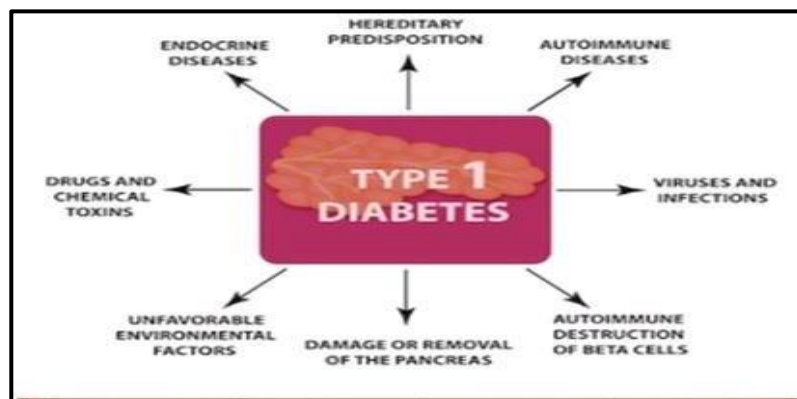 HEREDITARY
PREDISPOSITION
ENDOCRINE
DISEASES
AUTOIMMUNE
DISEASES
TYPE 1
DIABETES
DRUGS AND
CHEMICAL
TOXINS
VIRUSES AND
INFECTIONS
UNFAVORABLE
ENVIRONMENTAL
FACTORS
DAMAGE OR REMOVAL
OF THE PANCREAS
AUTOIMMUNE
DESTRUCTION
OF BETA CELLS